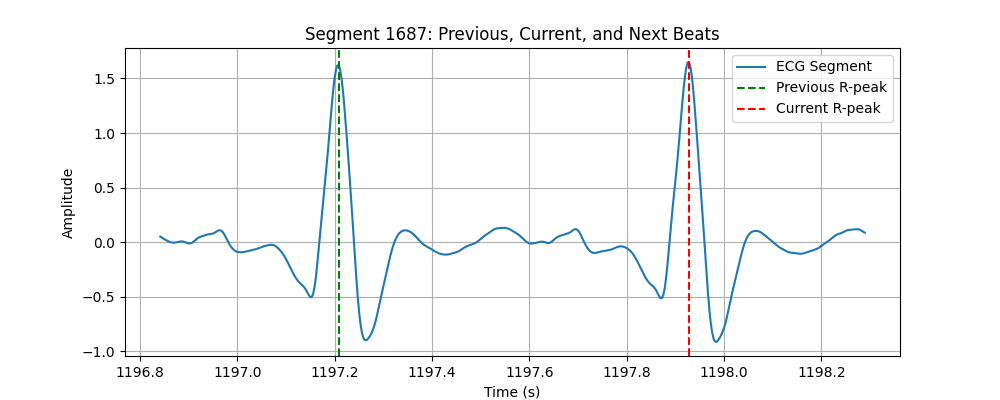 Segment 1687: Previous, Current, and Next Beats
ECG Segment
Previous R-peak
Current R-peak
Amplitude
1.5
1.0
0.5
0.0
−0.5
−1.0
1196.8 1197.0 1197.2 1197.4 1197.6 1197.8 1198.0 1198.2
Time (s)